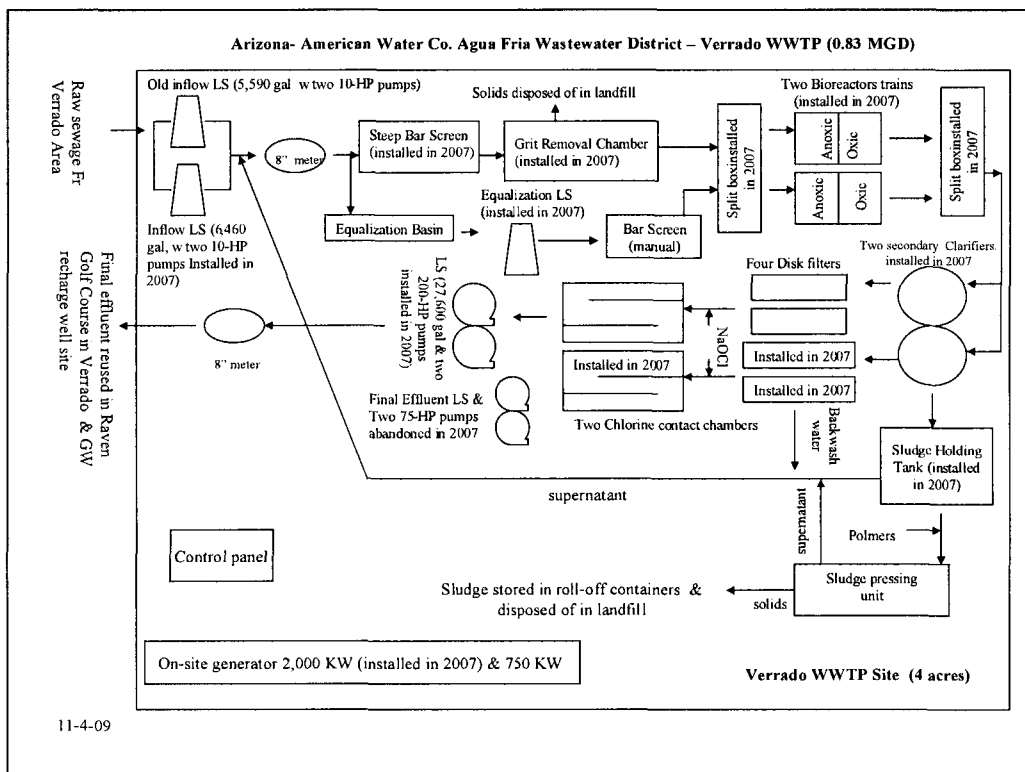 Arizona- American Water Co. Agua Fria Wastewater District – Verrado WWTP (0.83 MGD)
Raw sewage Fr
Verrado Area
Old inflow LS (5,590 gal w two 10-HP pumps)
Inflow LS (6,460
gal, w two 10-HP
pumps Installed in
2007)
8" meter
Steep Bar Screen
(installed in 2007)
Solids disposed of in landfill
Grit Removal Chamber
(installed in 2007)
Equalization Basin
Equalization LS
(installed in 2007)
Bar Screen
(manual)
Split boxinstalled
in 2007
Two Bioreactors trains
(installed in 2007)
Anoxic
Oxic
Anoxic
Oxic
Split boxinstalled
in 2007
Two secondary Clarifiers
installed in 2007
Four Disk filters
Installed in 2007
Installed in 2007
NaOCl
Installed in 2007
Two Chlorine contact chambers
LS (27,600 gal & two
200-HP pumps
installed in 2007)
Final Effluent LS &
Two 75-HP pumps
abandoned in 2007
8" meter
Final effluent reused in Raven
Golf Course in Verrado & GW
recharge well site
Backwash
water
Sludge Holding
Tank (installed
in 2007)
supernatant
supernatant
Polmers
Sludge pressing
unit
solids
Sludge stored in roll-off containers &
disposed of in landfill
Control panel
On-site generator 2,000 KW (installed in 2007) & 750 KW
Verrado WWTP Site (4 acres)
11-4-09